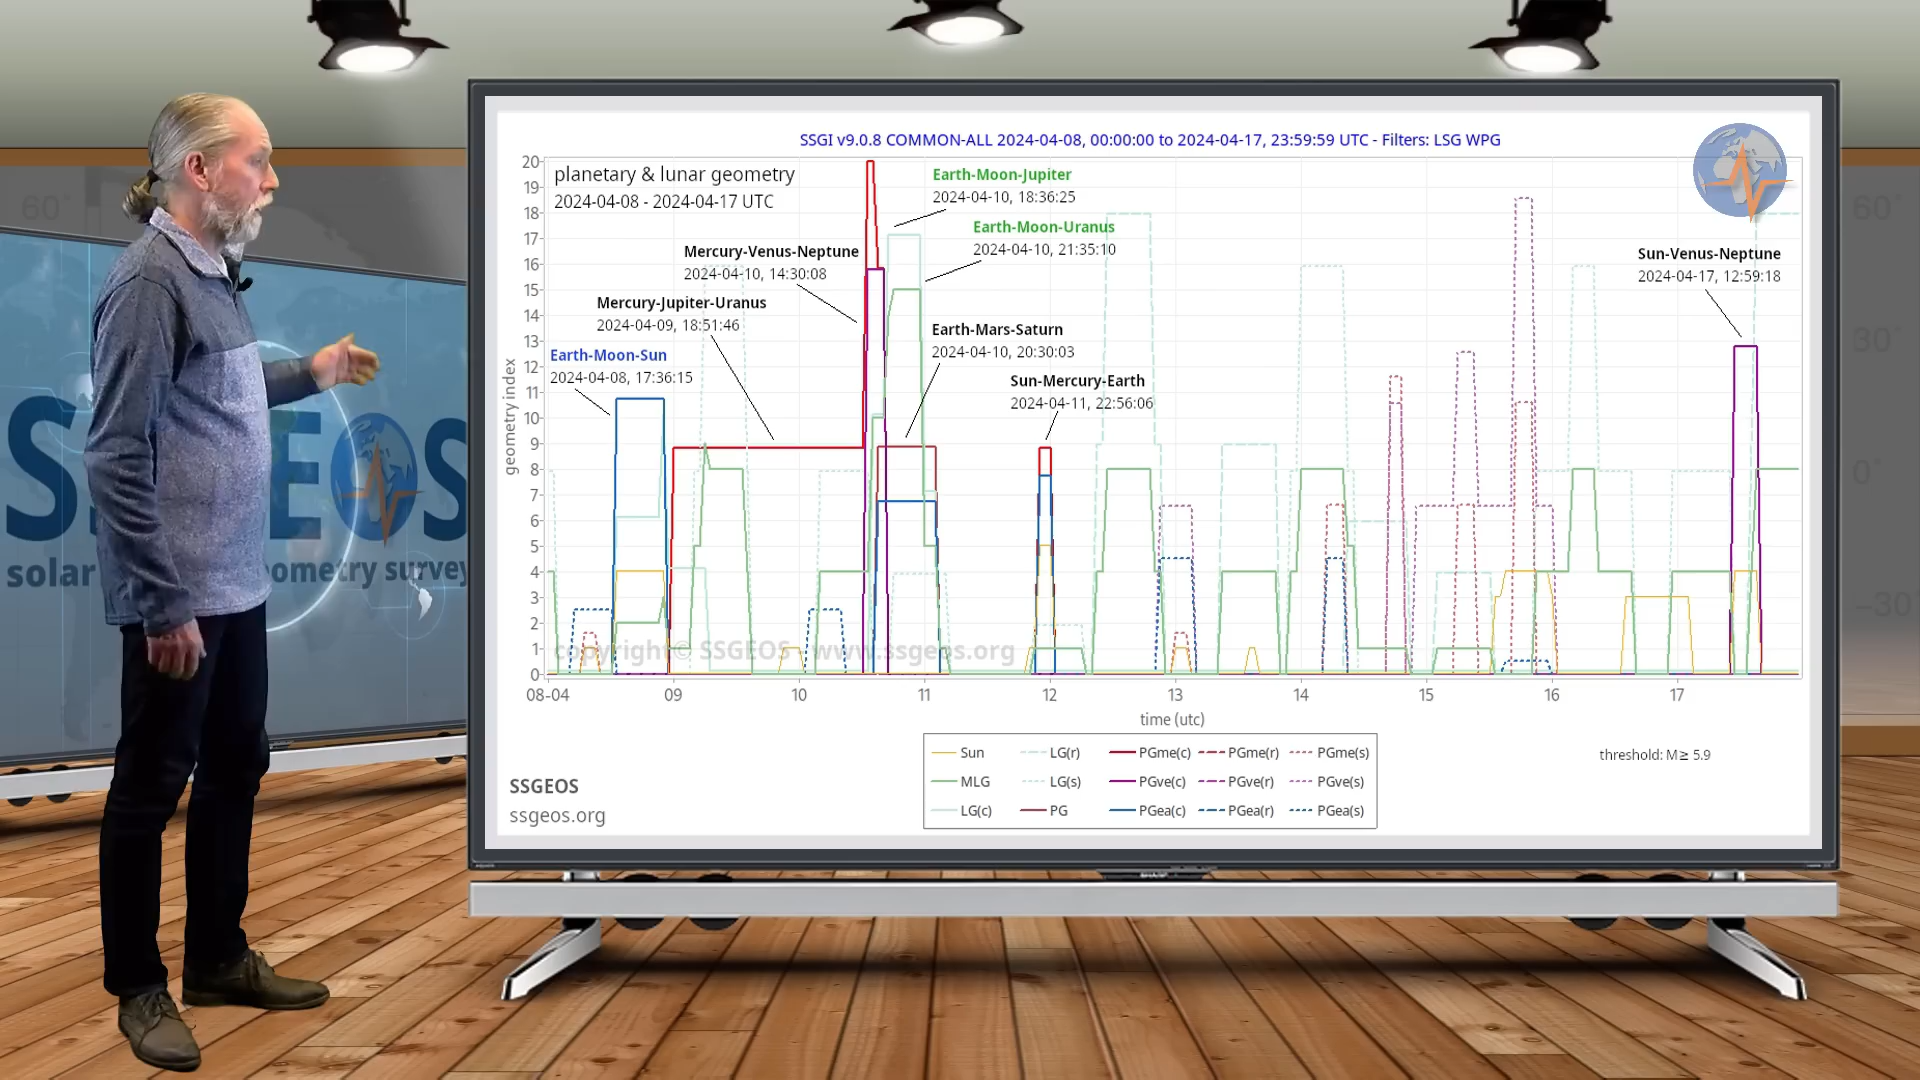 SSGI v9.0.8 COMMON-ALL 2024-04-08, 00:00:00 to 2024-04-17, 23:59:59 UTC - Filters: LSG WPG
planetary & lunar geometry
2024-04-08 - 2024-04-17 UTC
Earth-Moon-Jupiter
2024-04-10, 18:36:25
Earth-Moon-Uranus
2024-04-10, 21:35:10
Mercury-Venus-Neptune
2024-04-10, 14:30:08
Sun-Venus-Neptune
2024-04-17, 12:59:18
Mercury-Jupiter-Uranus
2024-04-09, 18:51:46
Earth-Mars-Saturn
2024-04-10, 20:30:03
Earth-Moon-Sun
2024-04-08, 17:36:15
Sun-Mercury-Earth
2024-04-11, 22:56:06
geometry index
20
19
18
17
16
15
14
13
12
11
10
9
8
7
6
5
4
3
2
1
0
copyright© SSGEOS - www.ssgeos.org
08-04 09 10 11 12 13 14 15 16 17
time (utc)
Sun LG(r) PGme(c) PGme(r) PGme(s)
MLG LG(s) PGve(c) PGve(r) PGve(s)
LG(c) PG PGea(c) PGea(r) PGea(s)
threshold: M≥ 5.9
SSGEOS
ssgeos.org
60°
60°
30°
0°
-30°
S EOS
solar ometry survey